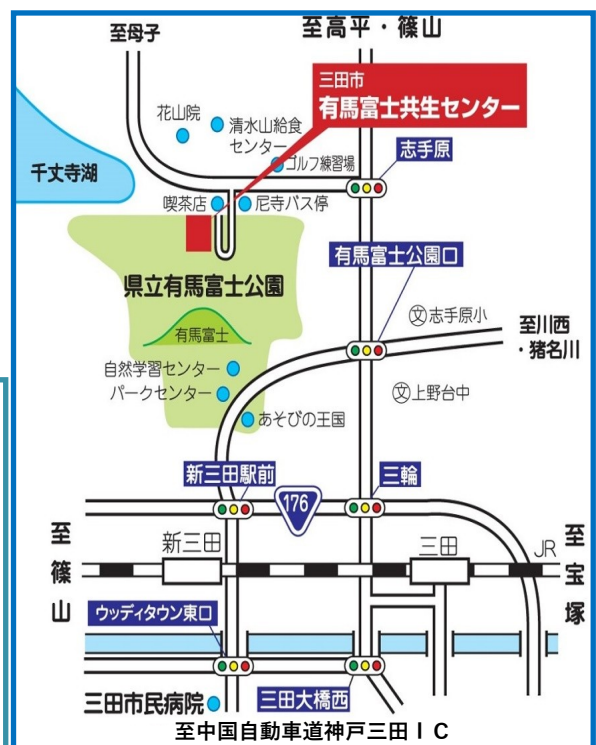 至母子
至高平・篠山
三田市
有馬富士共生センター
花山院
清水山給食
センター
ゴルフ練習場
志手原
千丈寺湖
喫茶店
尼寺バス停
有馬富士公園口
県立有馬富士公園
文 志手原小
至川西
・猪名川
有馬富士
自然学習センター
パークセンター
文 上野台中
あそびの王国
新三田駅前
176
三輪
至篠山
新三田
三田
JR
至宝塚
ウッディタウン東口
三田市民病院
三田大橋西
至中国自動車道神戸三田IC